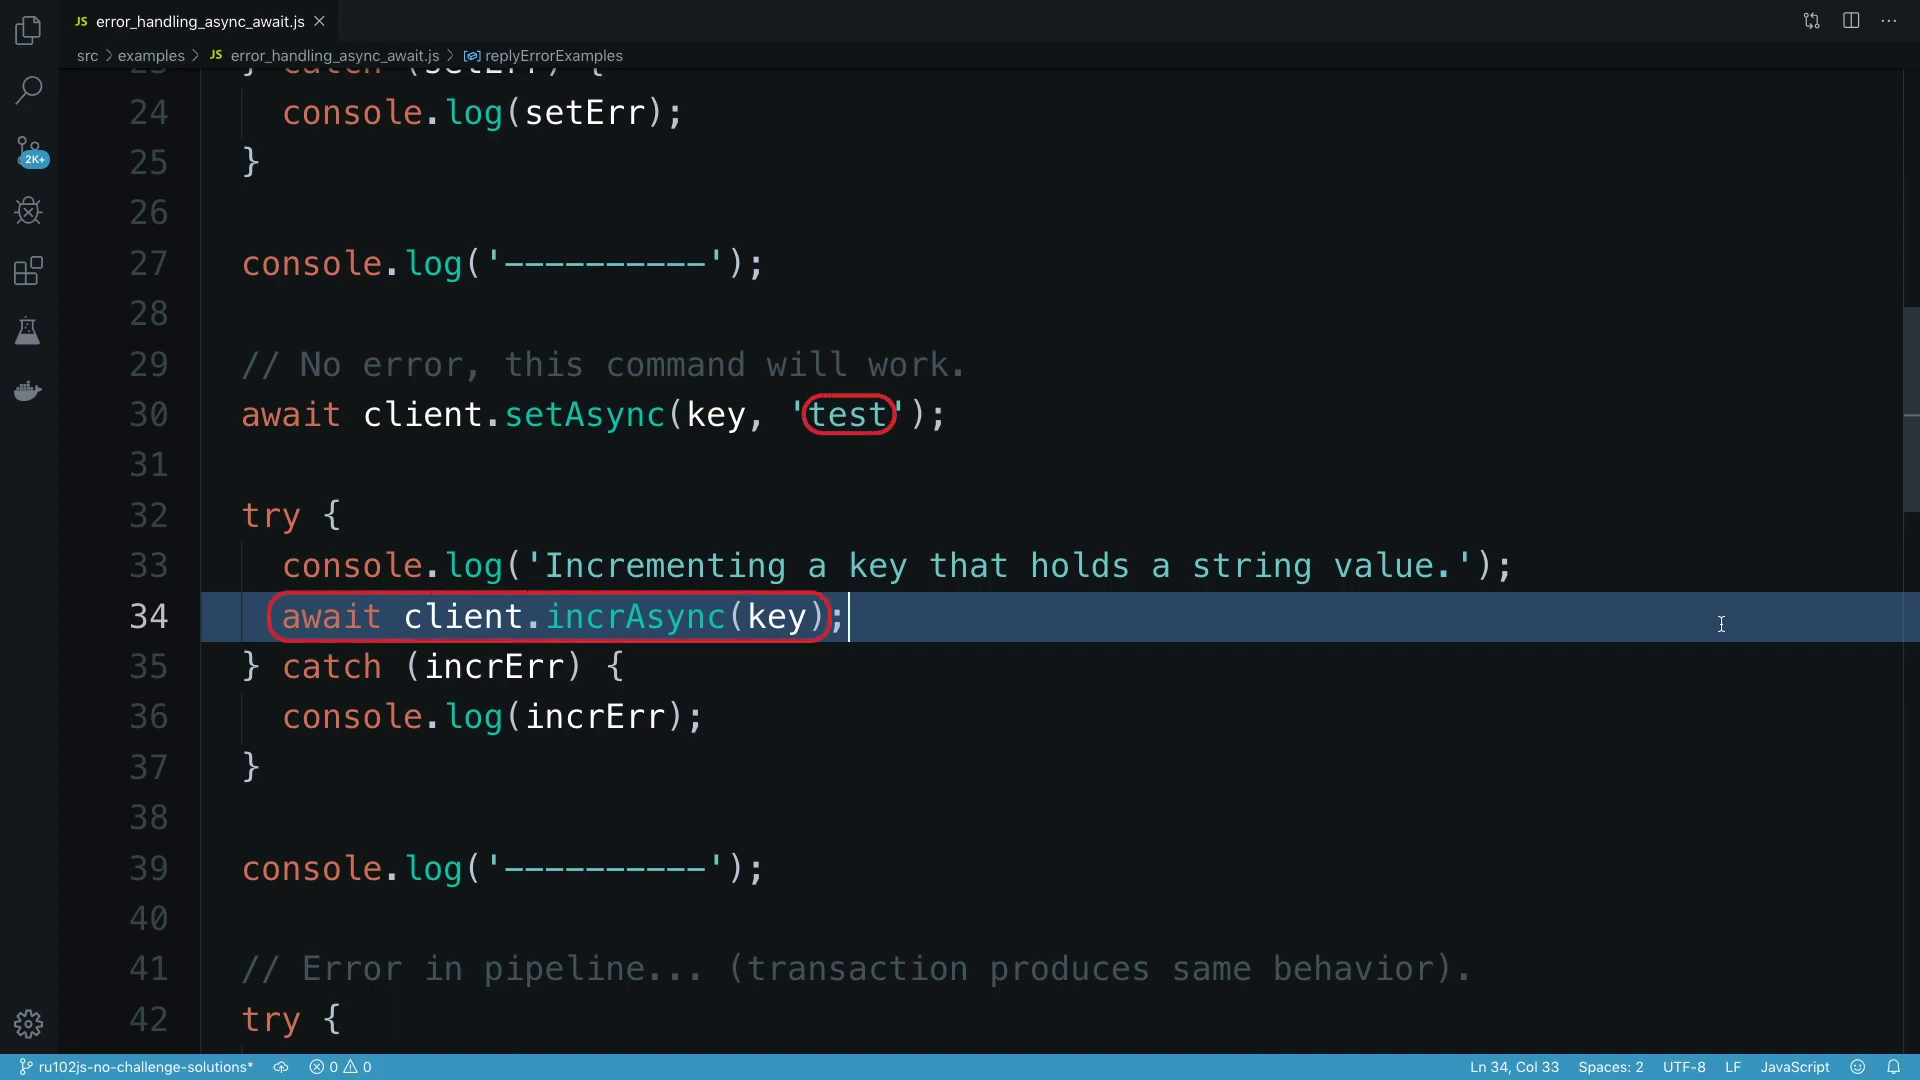 JS error_handling_async_await.js
src > examples > JS error_handling_async_await.js > replyErrorExamples
23 } catch (setErr) {
24 console.log(setErr);
25 }
26
27 console.log('----------');
28
29 // No error, this command will work.
30 await client.setAsync(key, 'test');
31
32 try {
33 console.log('Incrementing a key that holds a string value.');
34 await client.incrAsync(key);
35 } catch (incrErr) {
36 console.log(incrErr);
37 }
38
39 console.log('----------');
40
41 // Error in pipeline... (transaction produces same behavior).
42 try {
2K+
ru102js-no-challenge-solutions* 0 0 Ln 34, Col 33 Spaces: 2 UTF-8 LF JavaScript